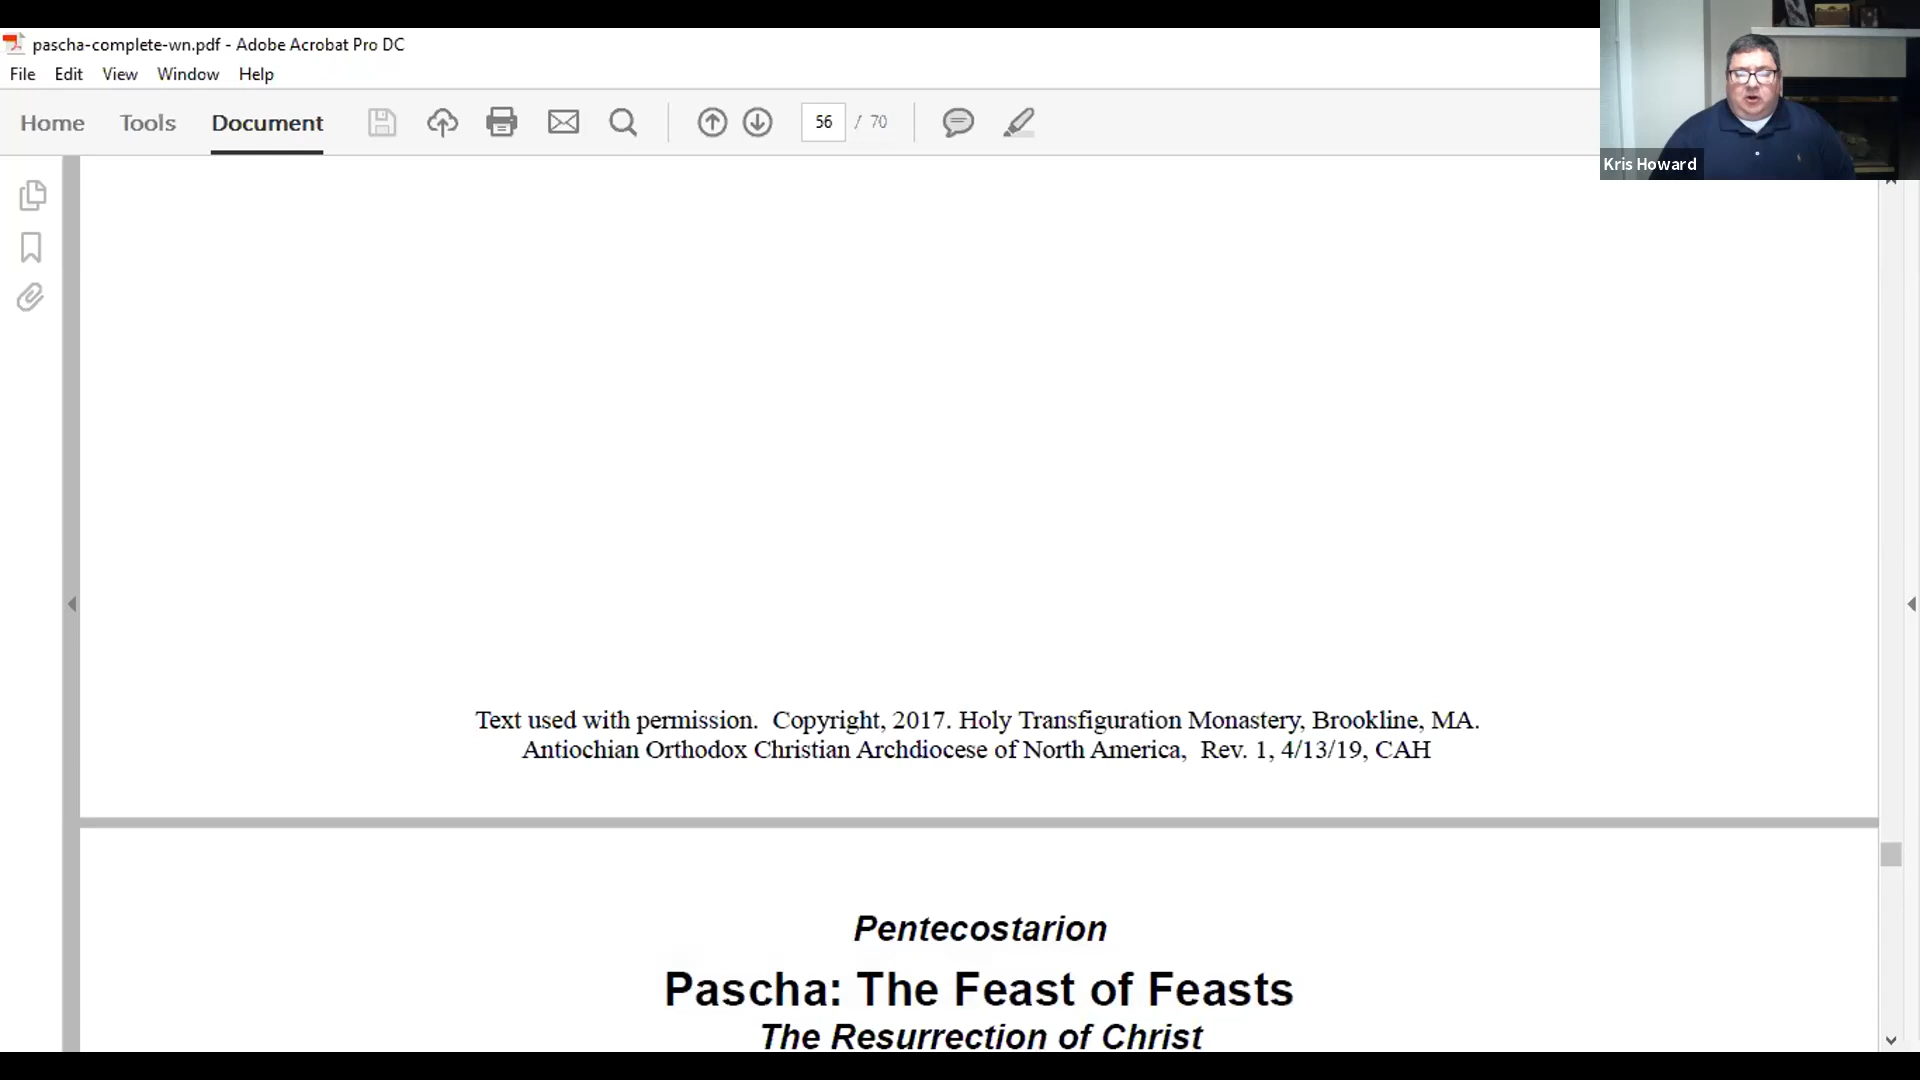 pascha-complete-wn.pdf - Adobe Acrobat Pro DC
File Edit View Window Help
Home Tools Document 56 / 70
Kris Howard
Text used with permission. Copyright, 2017. Holy Transfiguration Monastery, Brookline, MA.
Antiochian Orthodox Christian Archdiocese of North America, Rev. 1, 4/13/19, CAH
Pentecostarion
Pascha: The Feast of Feasts
The Resurrection of Christ